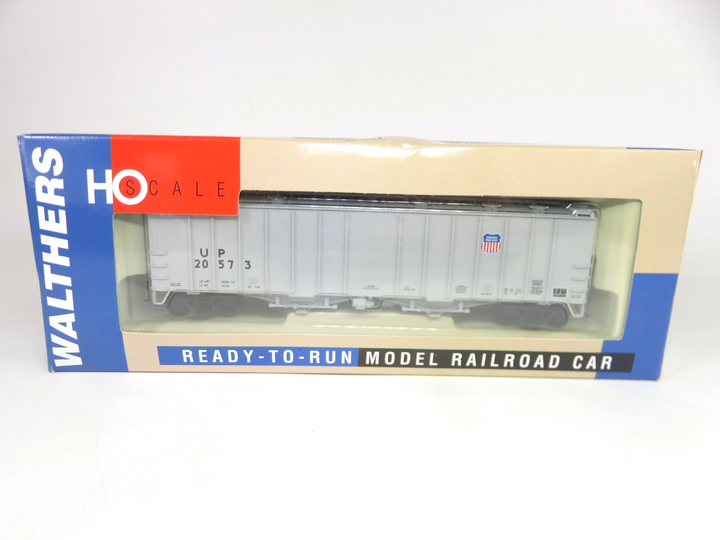 WALTHERS
HO SCALE
UP
20573
READY-TO-RUN MODEL RAILROAD CAR